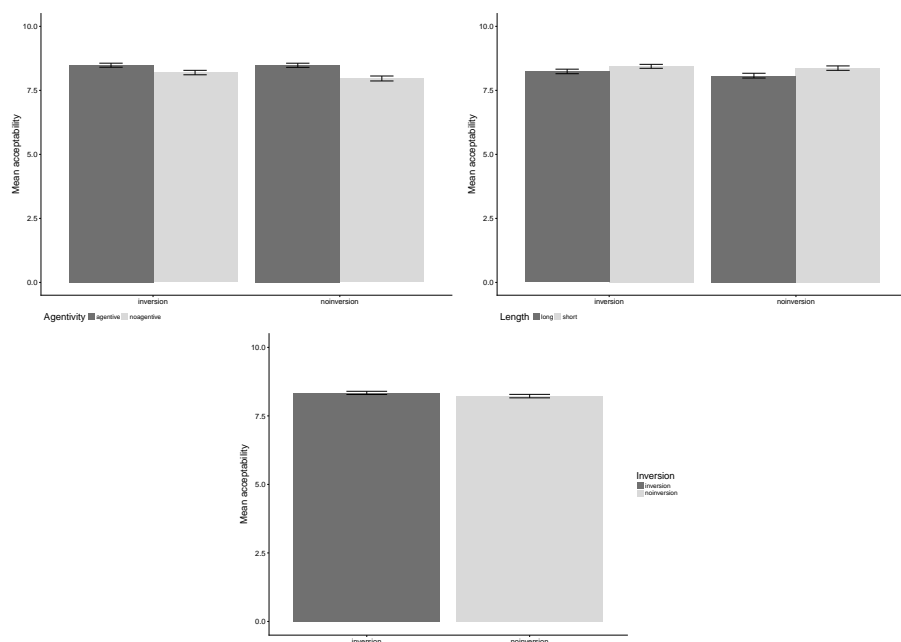 10.0
7.5
5.0
2.5
0.0
Mean acceptability
inversion
noinversion
Agentivity agentive noagentive
10.0
7.5
5.0
2.5
0.0
Mean acceptability
inversion
noinversion
Length long short
10.0
7.5
5.0
2.5
0.0
Mean acceptability
inversion
noinversion
Inversion
inversion
noinversion